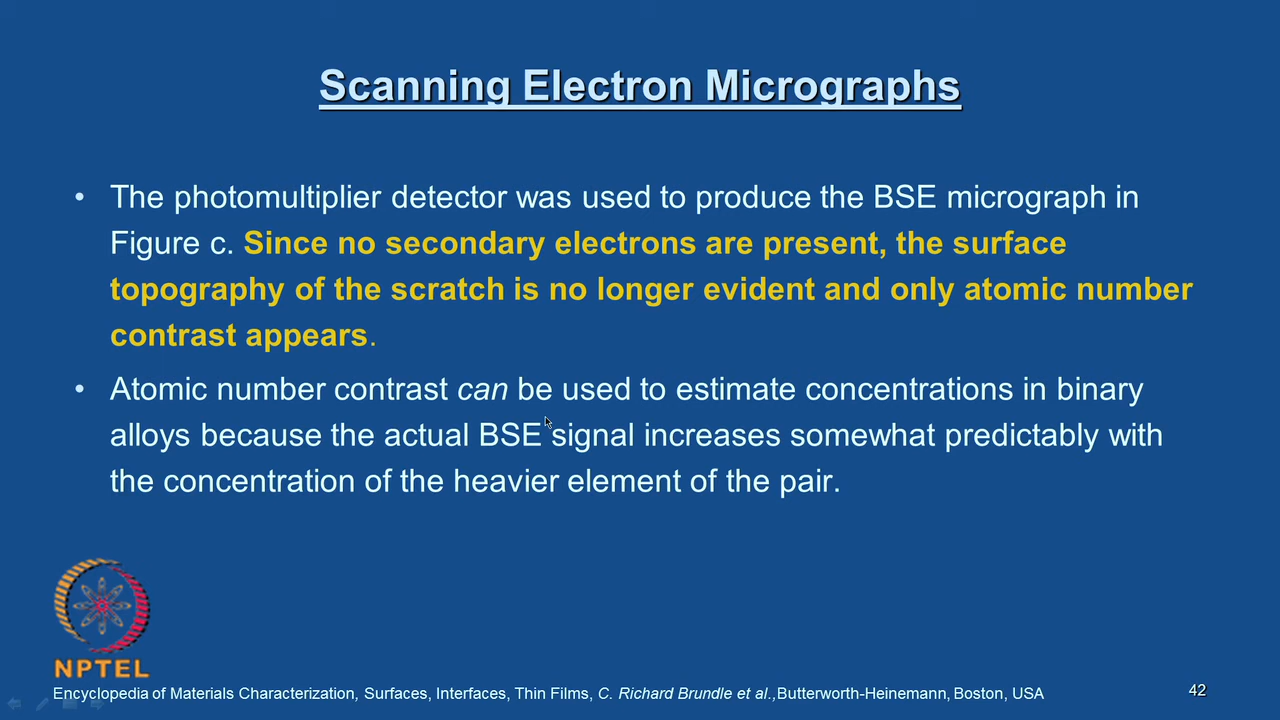 Scanning Electron Micrographs
• The photomultiplier detector was used to produce the BSE micrograph in
Figure c. Since no secondary electrons are present, the surface
topography of the scratch is no longer evident and only atomic number
contrast appears.
• Atomic number contrast can be used to estimate concentrations in binary
alloys because the actual BSE signal increases somewhat predictably with
the concentration of the heavier element of the pair.
NPTEL
Encyclopedia of Materials Characterization, Surfaces, Interfaces, Thin Films, C. Richard Brundle et al.,Butterworth-Heinemann, Boston, USA
42